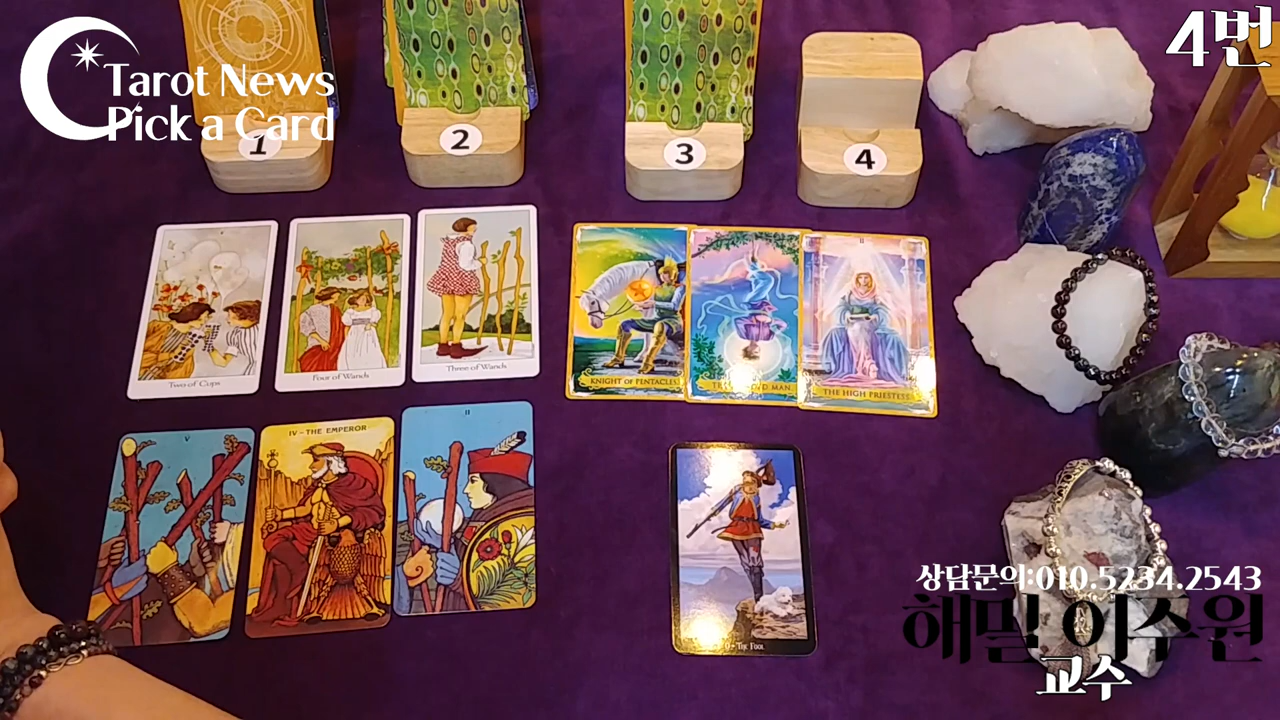 Tarot News
Pick a Card
4번
1
2
3
4
Two of Cups
Four of Wands
Three of Wands
KNIGHT OF PENTACLES
MAN
II
THE HIGH PRIESTESS
V
IV - THE EMPEROR
II
0 - THE FOOL
상담문의:010.5234.2543
해밀 이수원
교수